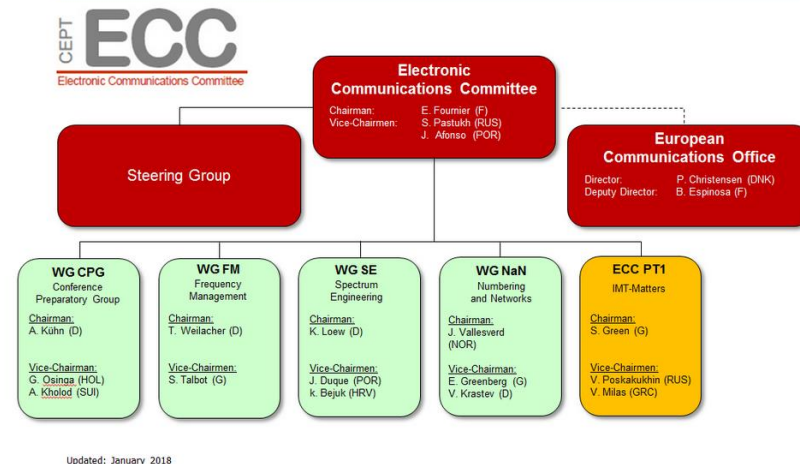 CEPT
ECC
Electronic Communications Committee
Electronic
Communications Committee
Chairman: E. Fournier (F)
Vice-Chairmen: S. Pastukh (RUS)
J. Afonso (POR)
Steering Group
European
Communications Office
Director: P. Christensen (DNK)
Deputy Director: B. Espinosa (F)
WG CPG
Conference
Preparatory Group
Chairman:
A. Kühn (D)
Vice-Chairman:
G. Osinga (HOL)
A. Kholod (SUI)
WG FM
Frequency
Management
Chairman:
T. Weilacher (D)
Vice-Chairmen:
S. Talbot (G)
WG SE
Spectrum
Engineering
Chairman:
K. Loew (D)
Vice-Chairmen:
J. Duque (POR)
k. Bejuk (HRV)
WG NaN
Numbering
and Networks
Chairman:
J. Vallesverd
(NOR)
Vice-Chairmen:
E. Greenberg (G)
V. Krastev (D)
ECC PT1
IMT-Matters
Chairman:
S. Green (G)
Vice-Chairmen:
V. Poskakukhin (RUS)
V. Milas (GRC)
Updated: January 2018